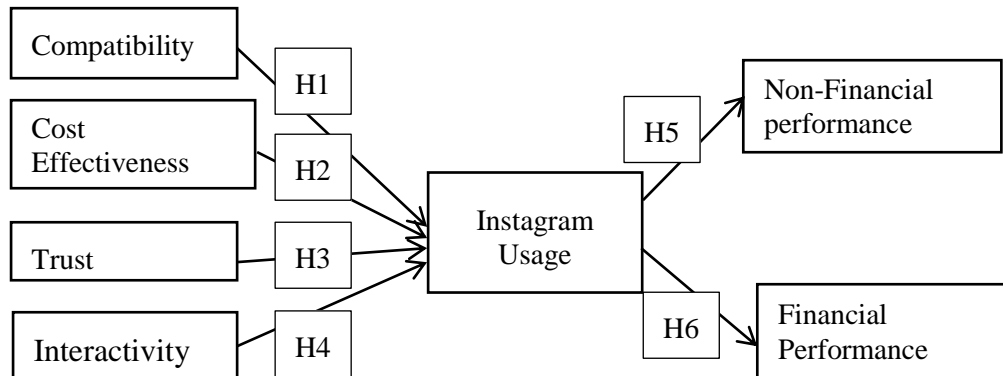 Compatibility
H1
Cost
Effectiveness
H2
Trust
H3
Interactivity
H4
Instagram
Usage
H5
Non-Financial
performance
H6
Financial
Performance